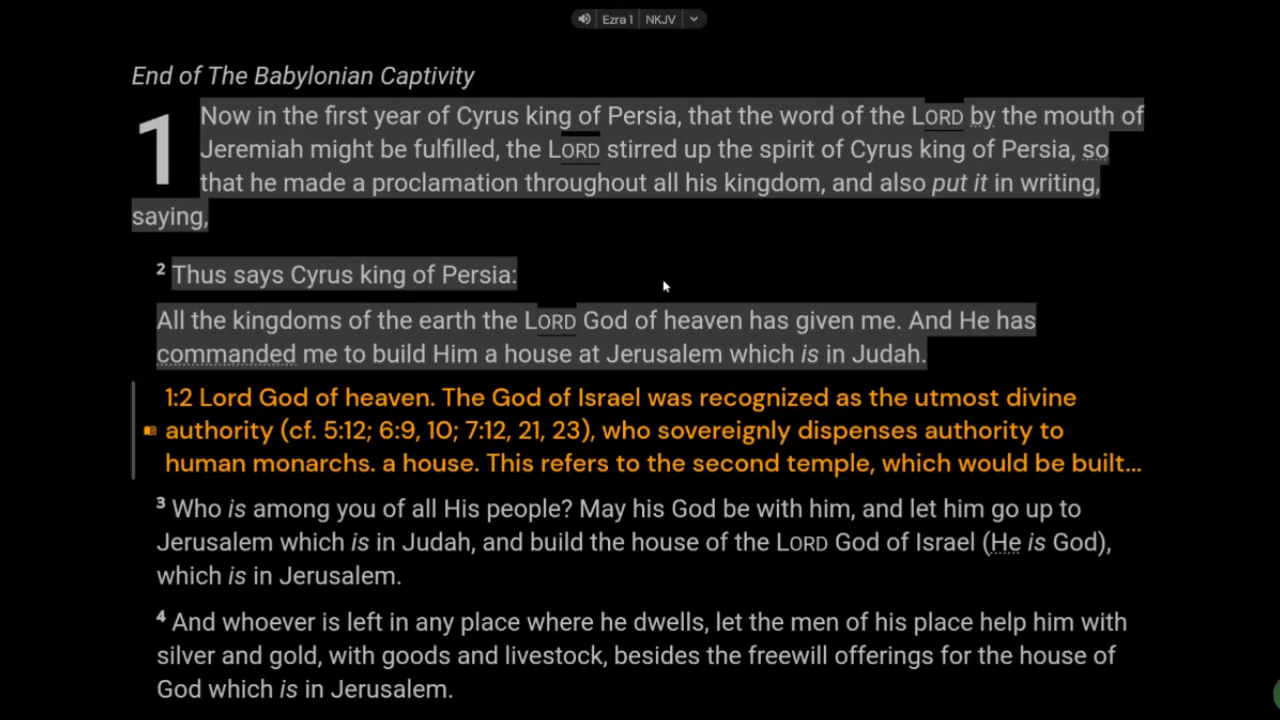 Ezra 1 NKJV
End of The Babylonian Captivity
1 Now in the first year of Cyrus king of Persia, that the word of the LORD by the mouth of
Jeremiah might be fulfilled, the LORD stirred up the spirit of Cyrus king of Persia, so
that he made a proclamation throughout all his kingdom, and also put it in writing,
saying,
2 Thus says Cyrus king of Persia:
All the kingdoms of the earth the LORD God of heaven has given me. And He has
commanded me to build Him a house at Jerusalem which is in Judah.
1:2 Lord God of heaven. The God of Israel was recognized as the utmost divine
authority (cf. 5:12; 6:9, 10; 7:12, 21, 23), who sovereignly dispenses authority to
human monarchs. a house. This refers to the second temple, which would be built...
3 Who is among you of all His people? May his God be with him, and let him go up to
Jerusalem which is in Judah, and build the house of the LORD God of Israel (He is God),
which is in Jerusalem.
4 And whoever is left in any place where he dwells, let the men of his place help him with
silver and gold, with goods and livestock, besides the freewill offerings for the house of
God which is in Jerusalem.